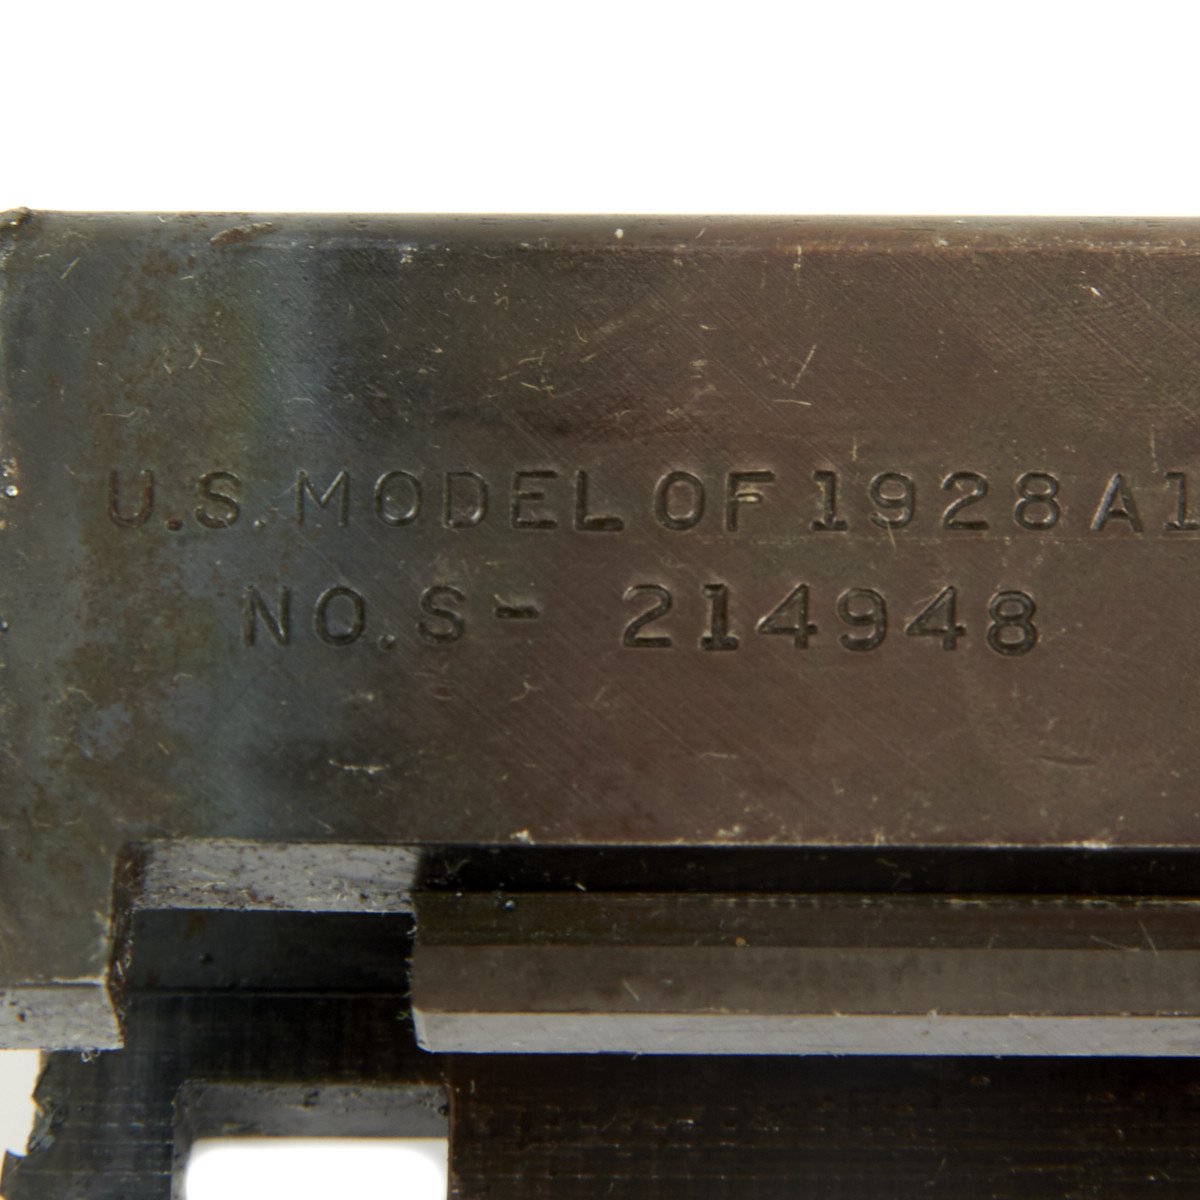 U.S. MODEL OF 1928 A1
NO. S- 214948